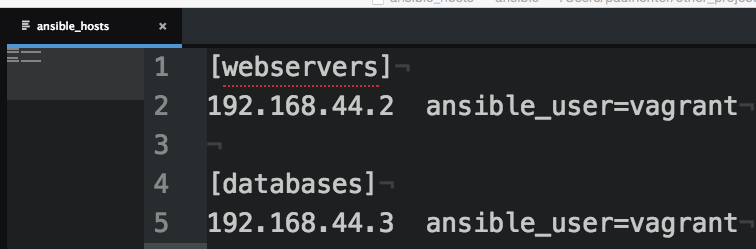 ansible_hosts ×
1 [webservers]¬
2 192.168.44.2  ansible_user=vagrant¬
3 ¬
4 [databases]¬
5 192.168.44.3  ansible_user=vagrant¬